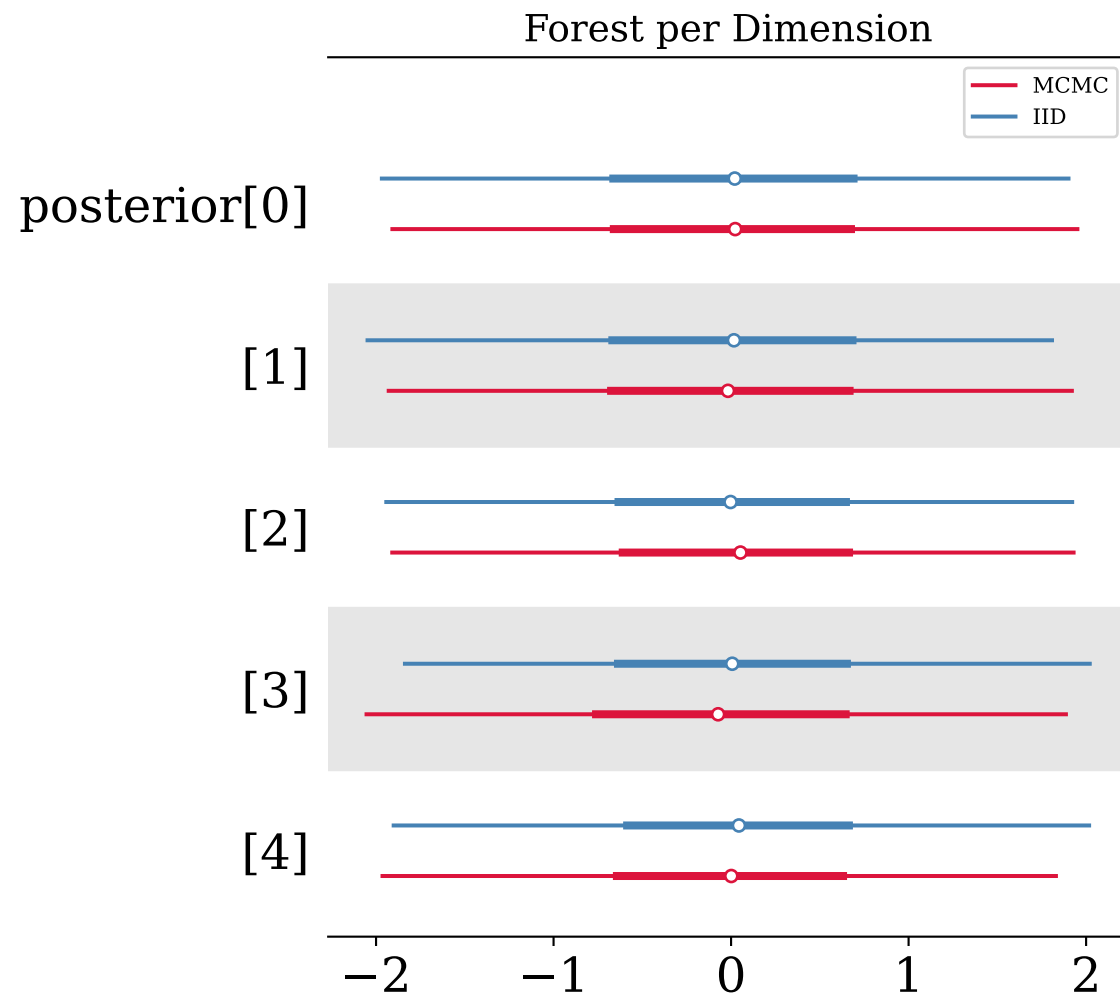 Forest per Dimension
MCMC
IID
posterior[0]
[1]
[2]
[3]
[4]
−2 −1 0 1 2